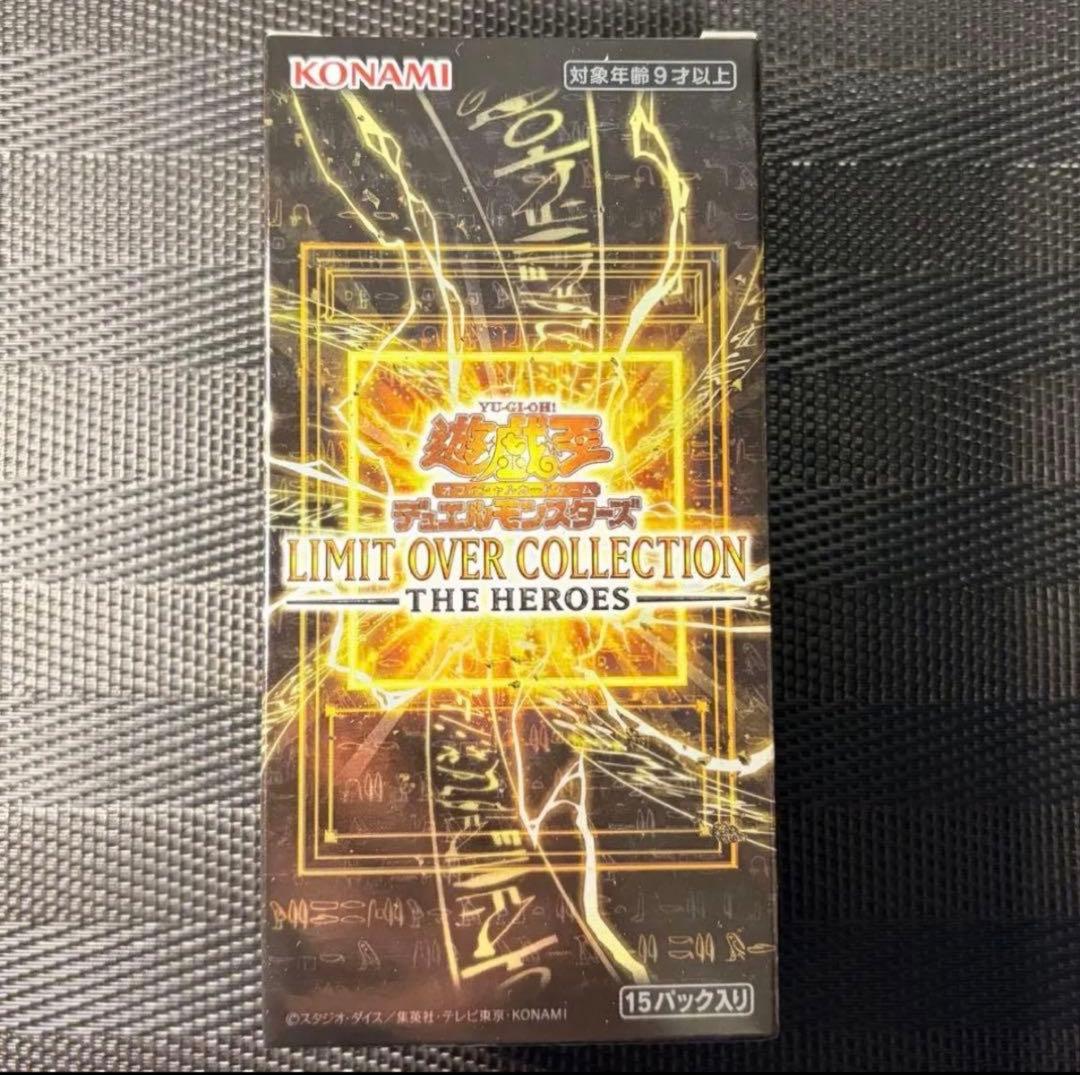 KONAMI
対象年齢9才以上
YU-GI-OH!
遊戯王
オフィシャルカードゲーム
デュエルモンスターズ
LIMIT OVER COLLECTION
THE HEROES
15パック入り
©スタジオ・ダイス/集英社・テレビ東京・KONAMI